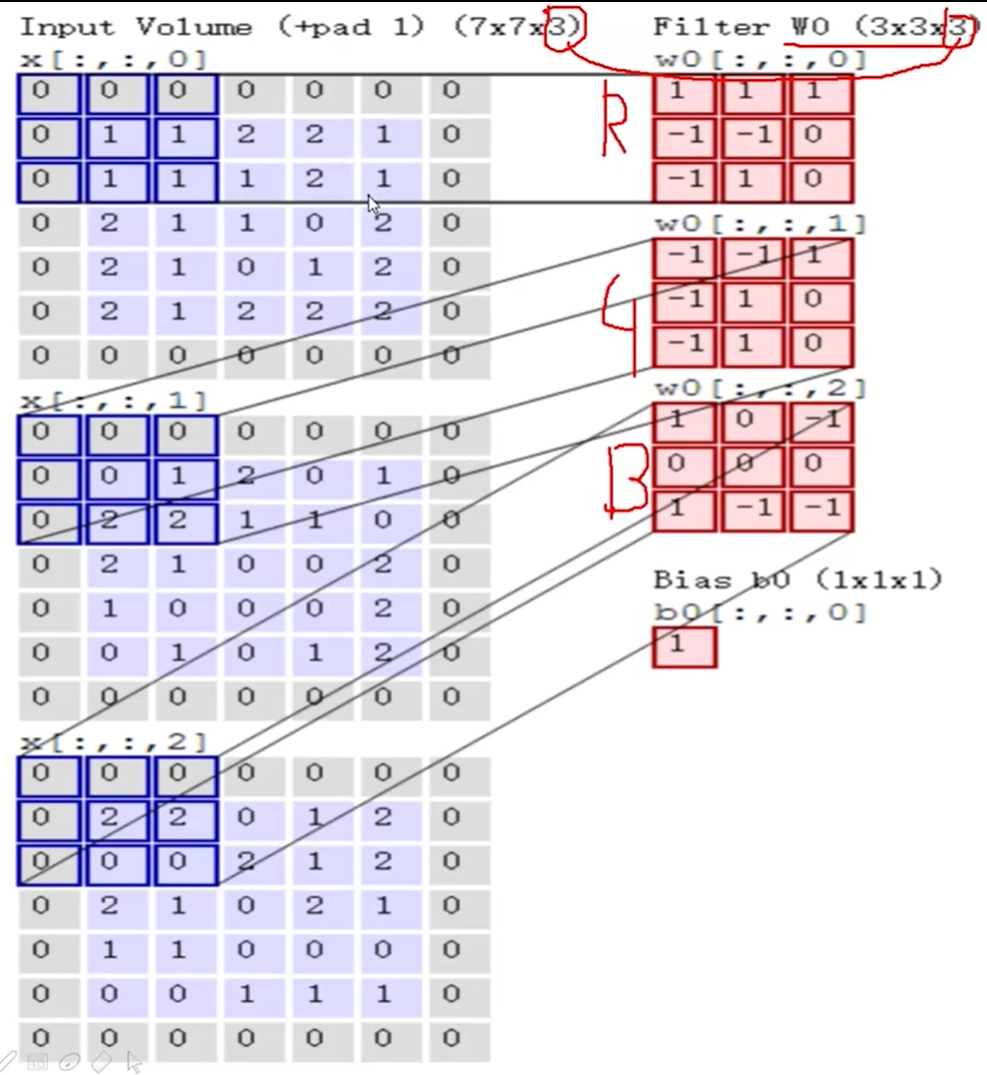 Input Volume (+pad 1) (7x7x3)
x[:,:,0]
0 0 0 0 0 0 0
0 1 1 2 2 1 0
0 1 1 1 2 1 0
0 2 1 1 0 2 0
0 2 1 0 1 2 0
0 2 1 2 2 2 0
0 0 0 0 0 0 0
x[:,:,1]
0 0 0 0 0 0 0
0 0 1 2 0 1 0
0 2 2 1 1 0 0
0 2 1 0 0 2 0
0 1 0 0 0 2 0
0 0 1 0 1 2 0
0 0 0 0 0 0 0
x[:,:,2]
0 0 0 0 0 0 0
0 2 2 0 1 2 0
0 0 0 2 1 2 0
0 2 1 0 2 1 0
0 1 1 0 0 0 0
0 0 0 1 1 1 0
0 0 0 0 0 0 0
Filter W0 (3x3x3)
w0[:,:,0]
R
1 1 1
-1 -1 0
-1 1 0
w0[:,:,1]
G
-1 -1 1
-1 1 0
-1 1 0
w0[:,:,2]
B
1 0 -1
0 0 0
1 -1 -1
Bias b0 (1x1x1)
b0[:,:,0]
1